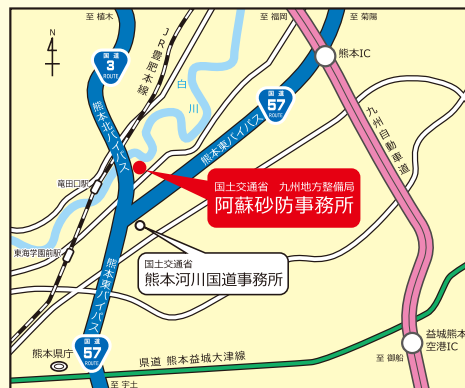 至 植木
至 福岡
至 菊陽
N
国道
3
ROUTE
JR豊肥本線
白川
熊本IC
国道
57
ROUTE
熊本北バイパス
熊本東バイパス
九州自動車道
竜田口駅
国土交通省 九州地方整備局
阿蘇砂防事務所
東海学園前駅
国土交通省
熊本河川国道事務所
熊本東バイパス
国道
57
ROUTE
益城熊本
空港IC
熊本県庁
県道 熊本益城大津線
至 御船
至 宇土